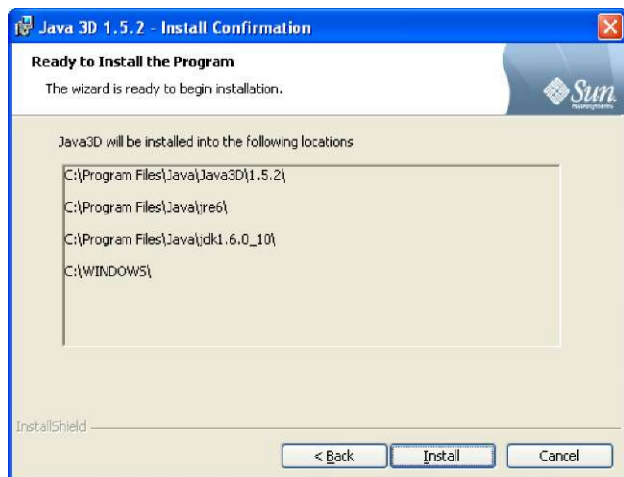 Java 3D 1.5.2 - Install Confirmation
Ready to Install the Program
The wizard is ready to begin installation.
Sun
microsystems
Java3D will be installed into the following locations
C:\Program Files\Java\Java3D\1.5.2\
C:\Program Files\Java\jre6\
C:\Program Files\Java\jdk1.6.0_10\
C:\WINDOWS\
InstallShield
< Back
Install
Cancel